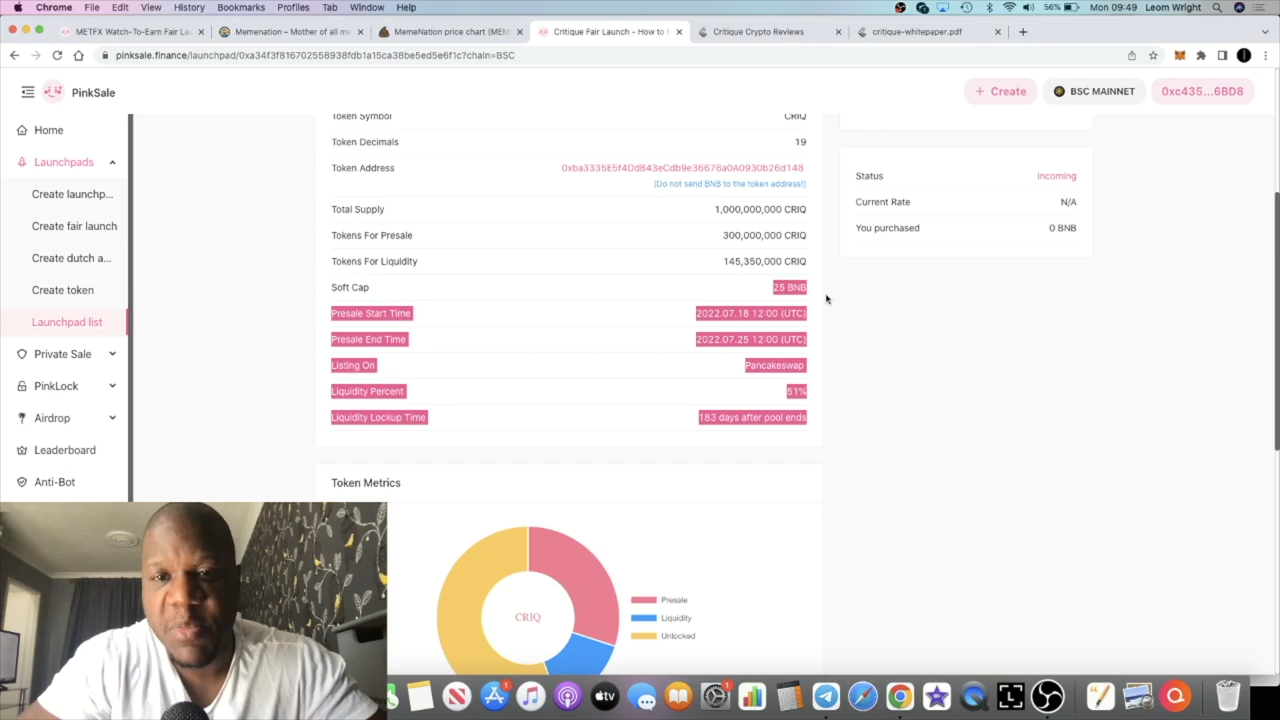 Chrome File Edit View History Bookmarks Profiles Tab Window Help 56% Mon 09:49 Leom Wright
METFX Watch-To-Earn Fair Lau
Memenation – Mother of all me
MemeNation price chart (MEM
Critique Fair Launch - How to
Critique Crypto Reviews
critique-whitepaper.pdf
pinksale.finance/launchpad/0xa34f3f816702558938fdb1a15ca38be5ed5e6f1c?chain=BSC
PinkSale
+ Create
BSC MAINNET
0xc435...6BD8
Home
Launchpads
Create launchp...
Create fair launch
Create dutch a...
Create token
Launchpad list
Private Sale
PinkLock
Airdrop
Leaderboard
Anti-Bot
Token Symbol CRIQ
Token Decimals 19
Token Address 0xba3335E5f4DdB43eCdb9e36676a0A0930b26d148
(Do not send BNB to the token address!)
Total Supply 1,000,000,000 CRIQ
Tokens For Presale 300,000,000 CRIQ
Tokens For Liquidity 145,350,000 CRIQ
Soft Cap 25 BNB
Presale Start Time 2022.07.18 12:00 (UTC)
Presale End Time 2022.07.25 12:00 (UTC)
Listing On Pancakeswap
Liquidity Percent 51%
Liquidity Lockup Time 183 days after pool ends
Status incoming
Current Rate N/A
You purchased 0 BNB
Token Metrics
CRIQ
Presale
Liquidity
Unlocked